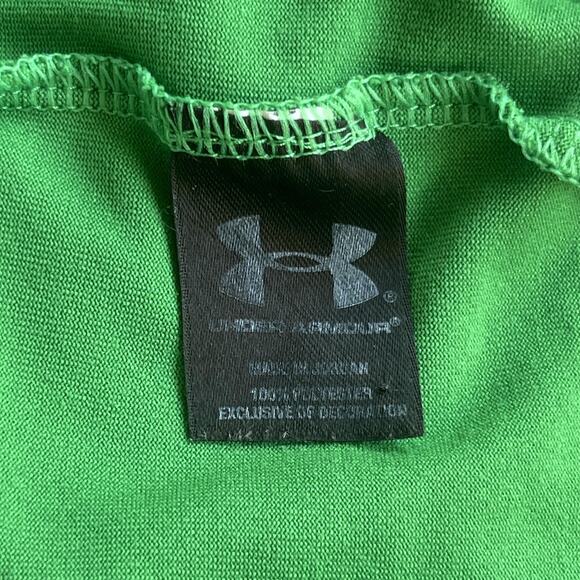 ®
UNDER ARMOUR®
MADE IN JORDAN
100% POLYESTER
EXCLUSIVE OF DECORATION